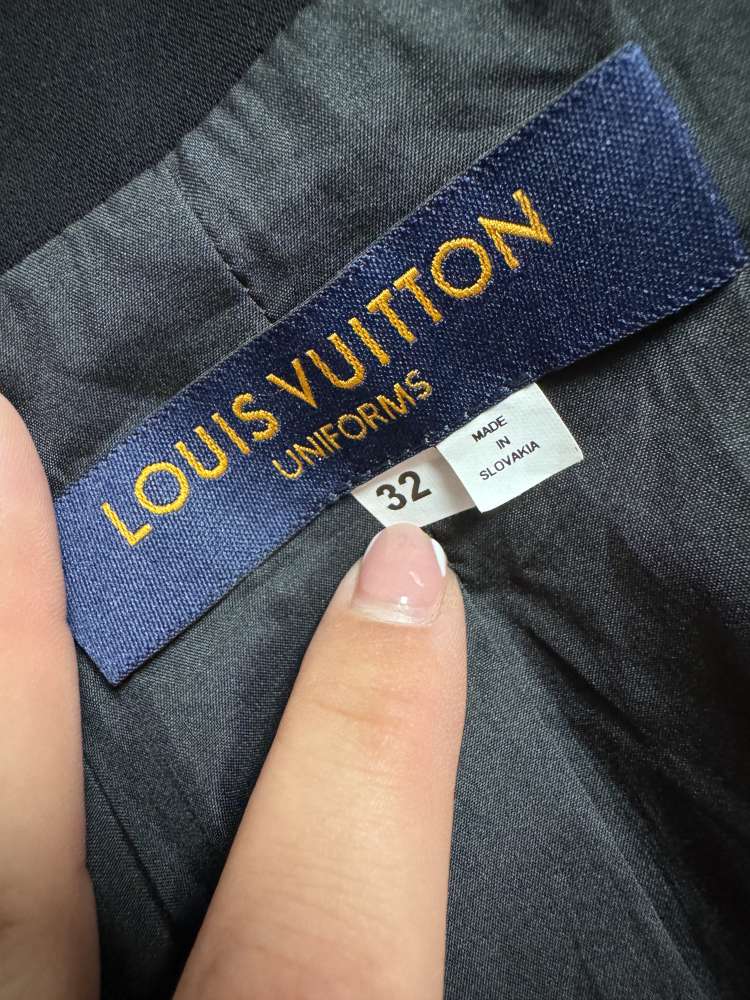 LOUIS VUITTON
UNIFORMS
32
MADE
IN
SLOVAKIA